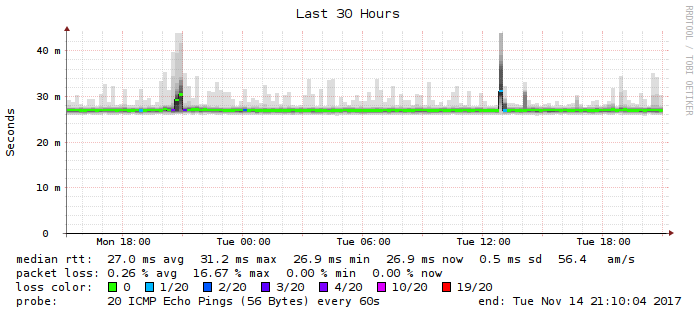 Last 30 Hours
RRDTOOL / TOBI OETIKER
Seconds
40 m
30 m
20 m
10 m
0
Mon 18:00 Tue 00:00 Tue 06:00 Tue 12:00 Tue 18:00
median rtt: 27.0 ms avg 31.2 ms max 26.9 ms min 26.9 ms now 0.5 ms sd 56.4 am/s
packet loss: 0.26 % avg 16.67 % max 0.00 % min 0.00 % now
loss color: 0 1/20 2/20 3/20 4/20 10/20 19/20
probe: 20 ICMP Echo Pings (56 Bytes) every 60s end: Tue Nov 14 21:10:04 2017